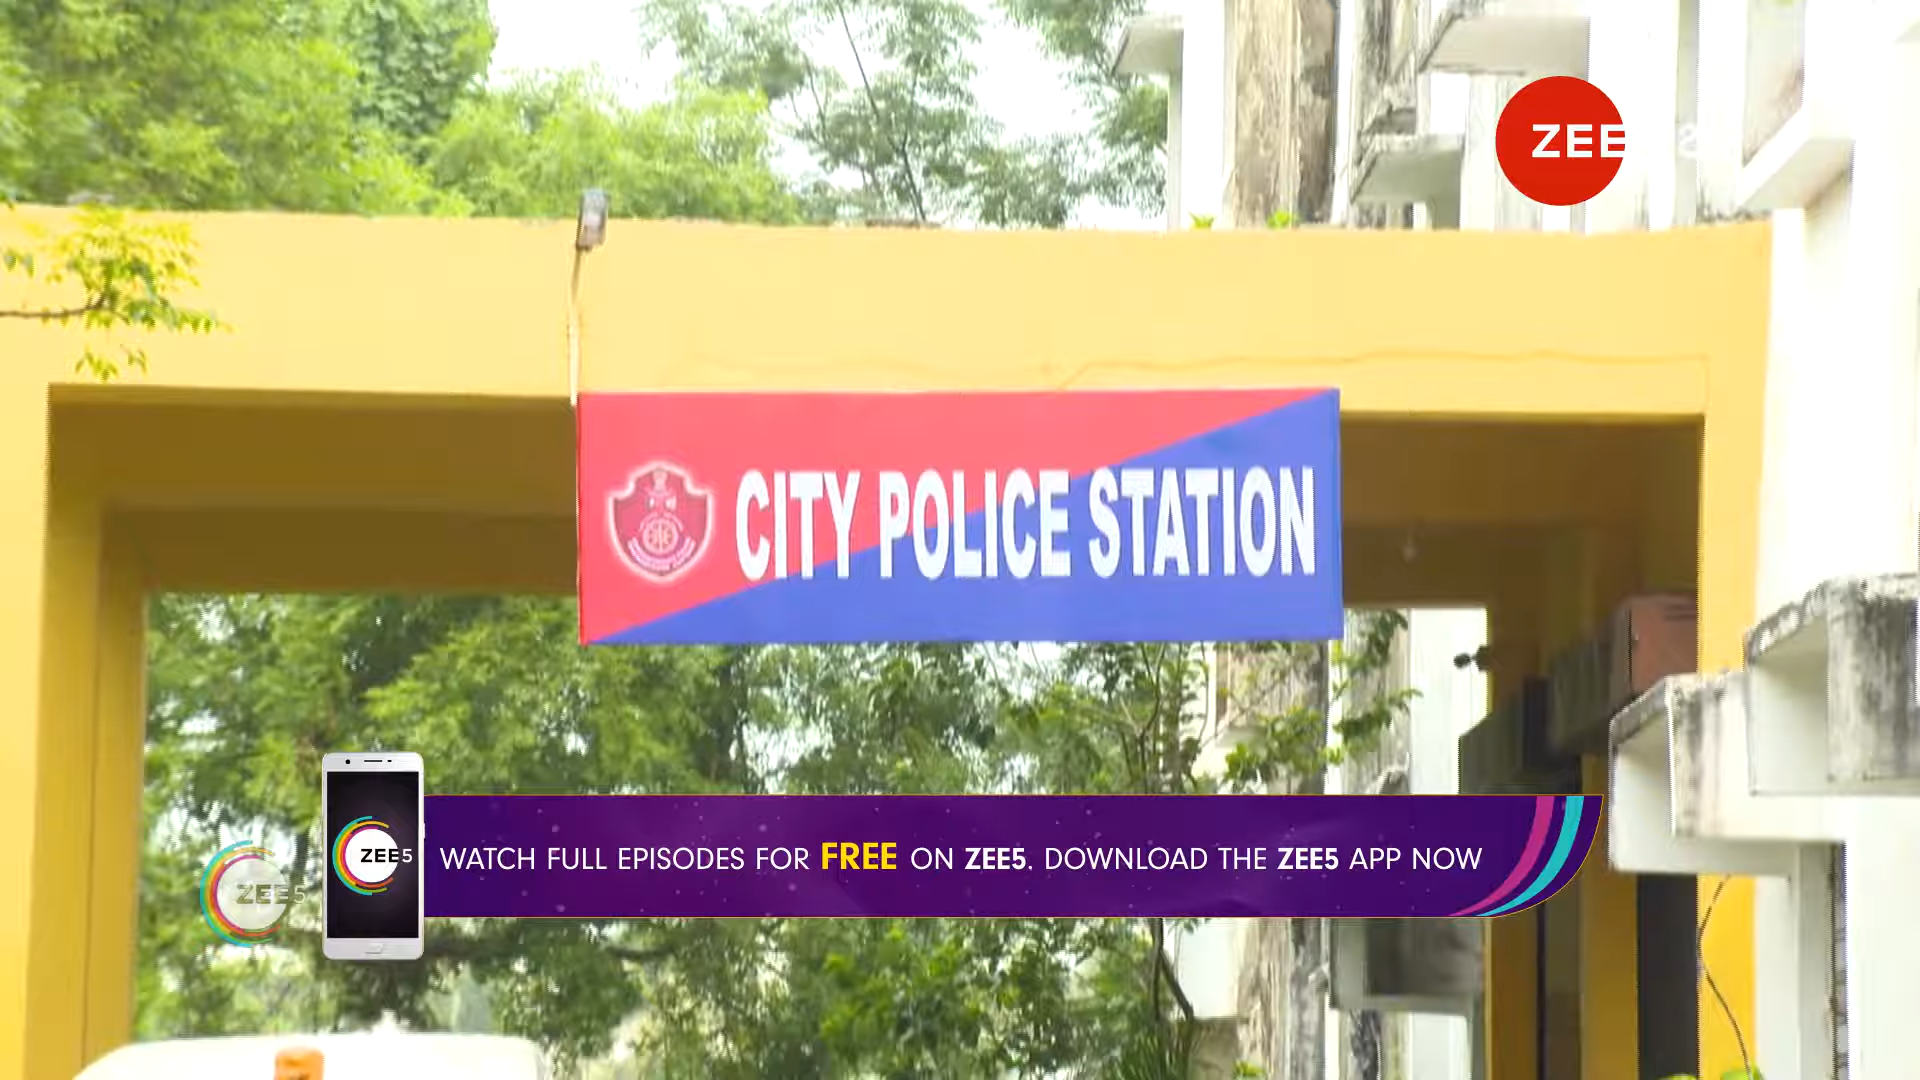 ZEE
CITY POLICE STATION
ZEE5
ZEE5
WATCH FULL EPISODES FOR FREE ON ZEE5. DOWNLOAD THE ZEE5 APP NOW